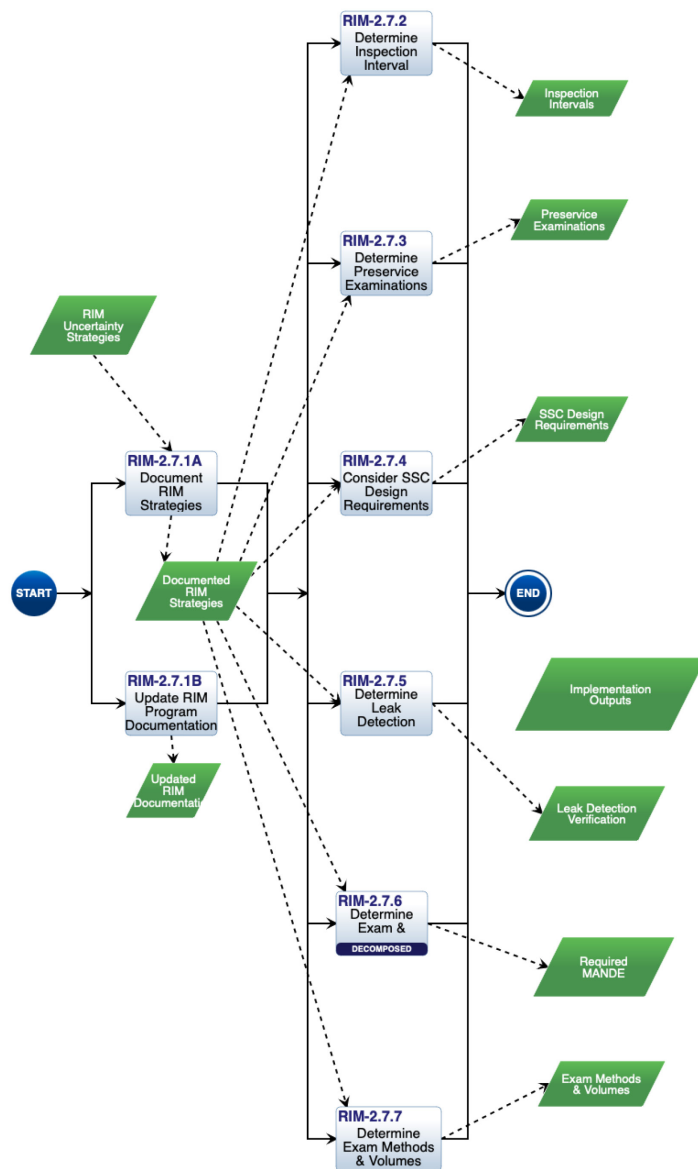 RIM-2.7.2
Determine
Inspection
Interval
Inspection
Intervals
RIM-2.7.3
Determine
Preservice
Examinations
Preservice
Examinations
RIM
Uncertainty
Strategies
RIM-2.7.4
Consider SSC
Design
Requirements
SSC Design
Requirements
RIM-2.7.1A
Document
RIM
Strategies
START
Documented
RIM
Strategies
END
RIM-2.7.1B
Update RIM
Program
Documentation
RIM-2.7.5
Determine
Leak
Detection
Implementation
Outputs
Updated
RIM
Documentati
Leak Detection
Verification
RIM-2.7.6
Determine
Exam &
DECOMPOSED
Required
MANDE
RIM-2.7.7
Determine
Exam Methods
& Volumes
Exam Methods
& Volumes